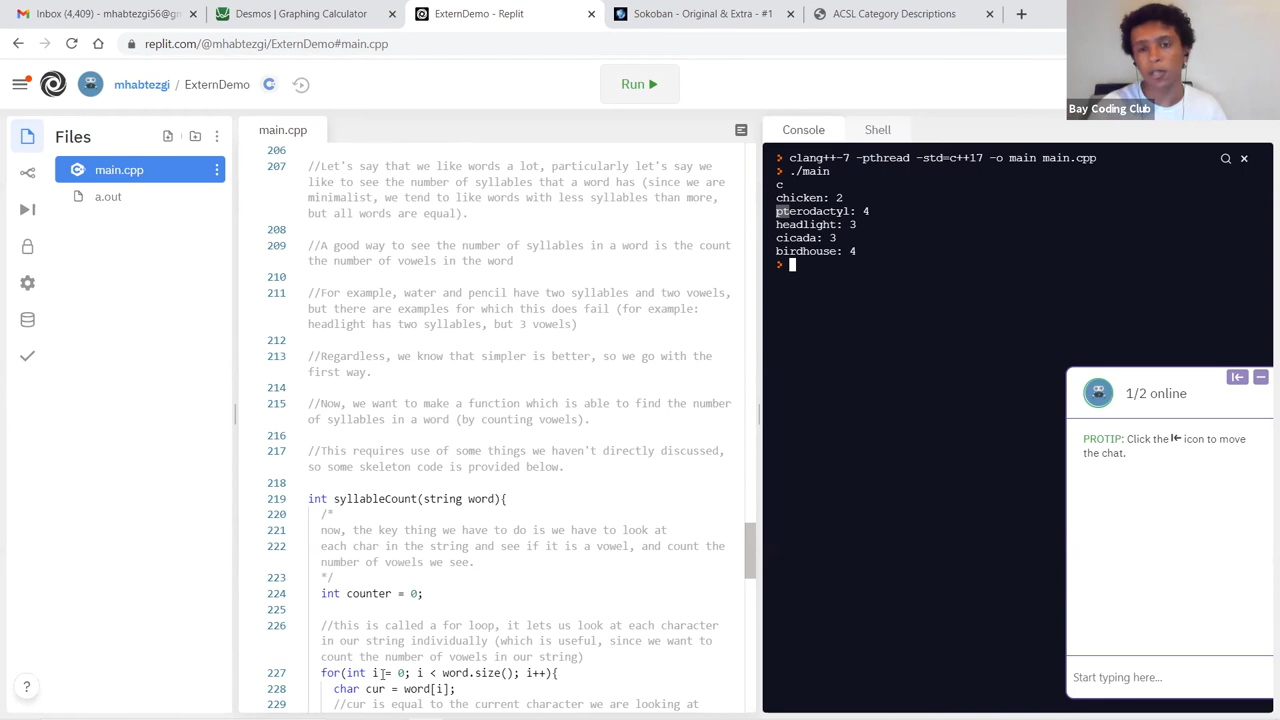 Inbox (4,109) - mhabtez56@gm
Desmos | Graphing Calculator
ExternDemo - Replit
Sokoban - Original & Extra - #1
ACSL Category Descriptions
replit.com/@mhabtezgi/ExternDemo#main.cpp
mhabtezgi / ExternDemo
Run
Bay Coding Club
Files
main.cpp
a.out
main.cpp
206
207 //Let's say that we like words a lot, particularly let's say we
like to see the number of syllables that a word has (since we are
minimalist, we tend to like words with less syllables than more,
but all words are equal).
208
209 //A good way to see the number of syllables in a word is the count
the number of vowels in the word
210
211 //For example, water and pencil have two syllables and two vowels,
but there are examples for which this does fail (for example:
headlight has two syllables, but 3 vowels)
212
213 //Regardless, we know that simpler is better, so we go with the
first way.
214
215 //Now, we want to make a function which is able to find the number
of syllables in a word (by counting vowels).
216
217 //This requires use of some things we haven't directly discussed,
so some skeleton code is provided below.
218
219 int syllableCount(string word){
220 /*
221 now, the key thing we have to do is we have to look at
222 each char in the string and see if it is a vowel, and count the
number of vowels we see.
223 */
224 int counter = 0;
225
226 //this is called a for loop, it lets us look at each character
in our string individually (which is useful, since we want to
count the number of vowels in our string)
227 for(int i = 0; i < word.size(); i++){
228 char cur = word[i];
229 //cur is equal to the current character we are looking at
Console
Shell
> clang++-7 -pthread -std=c++17 -o main main.cpp
> ./main
c
chicken: 2
pterodactyl: 4
headlight: 3
cicada: 3
birdhouse: 4
>
1/2 online
PROTIP: Click the icon to move
the chat.
Start typing here...
?